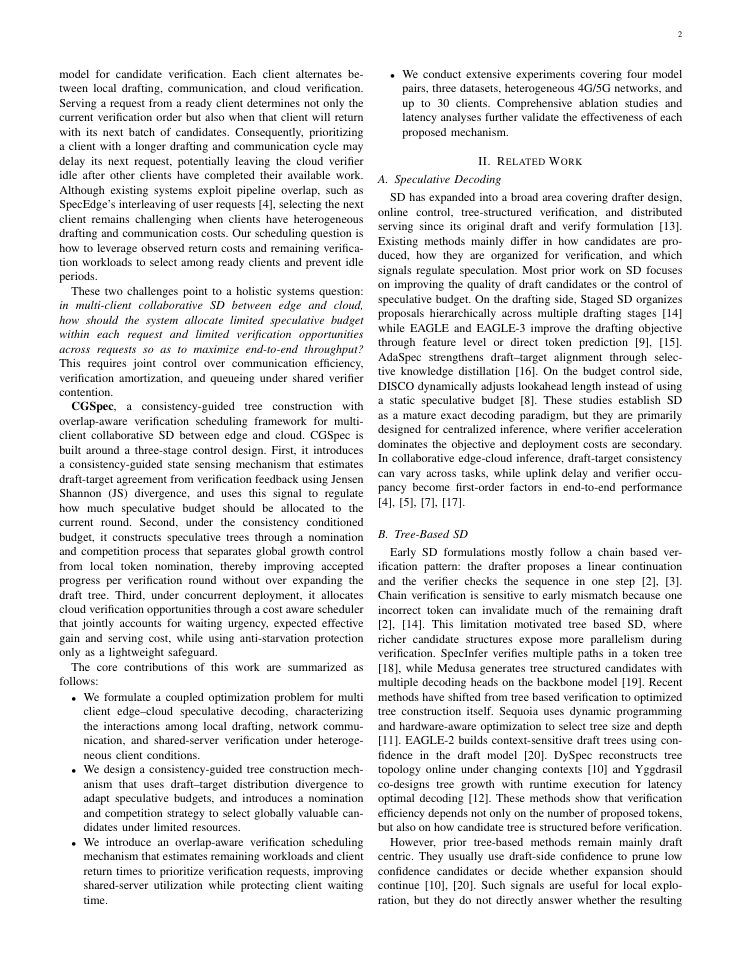 2
model for candidate verification. Each client alternates be-
tween local drafting, communication, and cloud verification.
Serving a request from a ready client determines not only the
current verification order but also when that client will return
with its next batch of candidates. Consequently, prioritizing
a client with a longer drafting and communication cycle may
delay its next request, potentially leaving the cloud verifier
idle after other clients have completed their available work.
Although existing systems exploit pipeline overlap, such as
SpecEdge's interleaving of user requests [4], selecting the next
client remains challenging when clients have heterogeneous
drafting and communication costs. Our scheduling question is
how to leverage observed return costs and remaining verifica-
tion workloads to select among ready clients and prevent idle
periods.
These two challenges point to a holistic systems question:
in multi-client collaborative SD between edge and cloud,
how should the system allocate limited speculative budget
within each request and limited verification opportunities
across requests so as to maximize end-to-end throughput?
This requires joint control over communication efficiency,
verification amortization, and queueing under shared verifier
contention.
CGSpec, a consistency-guided tree construction with
overlap-aware verification scheduling framework for multi-
client collaborative SD between edge and cloud. CGSpec is
built around a three-stage control design. First, it introduces
a consistency-guided state sensing mechanism that estimates
draft-target agreement from verification feedback using Jensen
Shannon (JS) divergence, and uses this signal to regulate
how much speculative budget should be allocated to the
current round. Second, under the consistency conditioned
budget, it constructs speculative trees through a nomination
and competition process that separates global growth control
from local token nomination, thereby improving accepted
progress per verification round without over expanding the
draft tree. Third, under concurrent deployment, it allocates
cloud verification opportunities through a cost aware scheduler
that jointly accounts for waiting urgency, expected effective
gain and serving cost, while using anti-starvation protection
only as a lightweight safeguard.
The core contributions of this work are summarized as
follows:
• We formulate a coupled optimization problem for multi
client edge–cloud speculative decoding, characterizing
the interactions among local drafting, network commu-
nication, and shared-server verification under heteroge-
neous client conditions.
• We design a consistency-guided tree construction mech-
anism that uses draft–target distribution divergence to
adapt speculative budgets, and introduces a nomination
and competition strategy to select globally valuable can-
didates under limited resources.
• We introduce an overlap-aware verification scheduling
mechanism that estimates remaining workloads and client
return times to prioritize verification requests, improving
shared-server utilization while protecting client waiting
time.
• We conduct extensive experiments covering four model
pairs, three datasets, heterogeneous 4G/5G networks, and
up to 30 clients. Comprehensive ablation studies and
latency analyses further validate the effectiveness of each
proposed mechanism.
II. RELATED WORK
A. Speculative Decoding
SD has expanded into a broad area covering drafter design,
online control, tree-structured verification, and distributed
serving since its original draft and verify formulation [13].
Existing methods mainly differ in how candidates are pro-
duced, how they are organized for verification, and which
signals regulate speculation. Most prior work on SD focuses
on improving the quality of draft candidates or the control of
speculative budget. On the drafting side, Staged SD organizes
proposals hierarchically across multiple drafting stages [14]
while EAGLE and EAGLE-3 improve the drafting objective
through feature level or direct token prediction [9], [15].
AdaSpec strengthens draft–target alignment through selec-
tive knowledge distillation [16]. On the budget control side,
DISCO dynamically adjusts lookahead length instead of using
a static speculative budget [8]. These studies establish SD
as a mature exact decoding paradigm, but they are primarily
designed for centralized inference, where verifier acceleration
dominates the objective and deployment costs are secondary.
In collaborative edge-cloud inference, draft-target consistency
can vary across tasks, while uplink delay and verifier occu-
pancy become first-order factors in end-to-end performance
[4], [5], [7], [17].
B. Tree-Based SD
Early SD formulations mostly follow a chain based ver-
ification pattern: the drafter proposes a linear continuation
and the verifier checks the sequence in one step [2], [3].
Chain verification is sensitive to early mismatch because one
incorrect token can invalidate much of the remaining draft
[2], [14]. This limitation motivated tree based SD, where
richer candidate structures expose more parallelism during
verification. SpecInfer verifies multiple paths in a token tree
[18], while Medusa generates tree structured candidates with
multiple decoding heads on the backbone model [19]. Recent
methods have shifted from tree based verification to optimized
tree construction itself. Sequoia uses dynamic programming
and hardware-aware optimization to select tree size and depth
[11]. EAGLE-2 builds context-sensitive draft trees using con-
fidence in the draft model [20]. DySpec reconstructs tree
topology online under changing contexts [10] and Yggdrasil
co-designs tree growth with runtime execution for latency
optimal decoding [12]. These methods show that verification
efficiency depends not only on the number of proposed tokens,
but also on how candidate tree is structured before verification.
However, prior tree-based methods remain mainly draft
centric. They usually use draft-side confidence to prune low
confidence candidates or decide whether expansion should
continue [10], [20]. Such signals are useful for local explo-
ration, but they do not directly answer whether the resulting